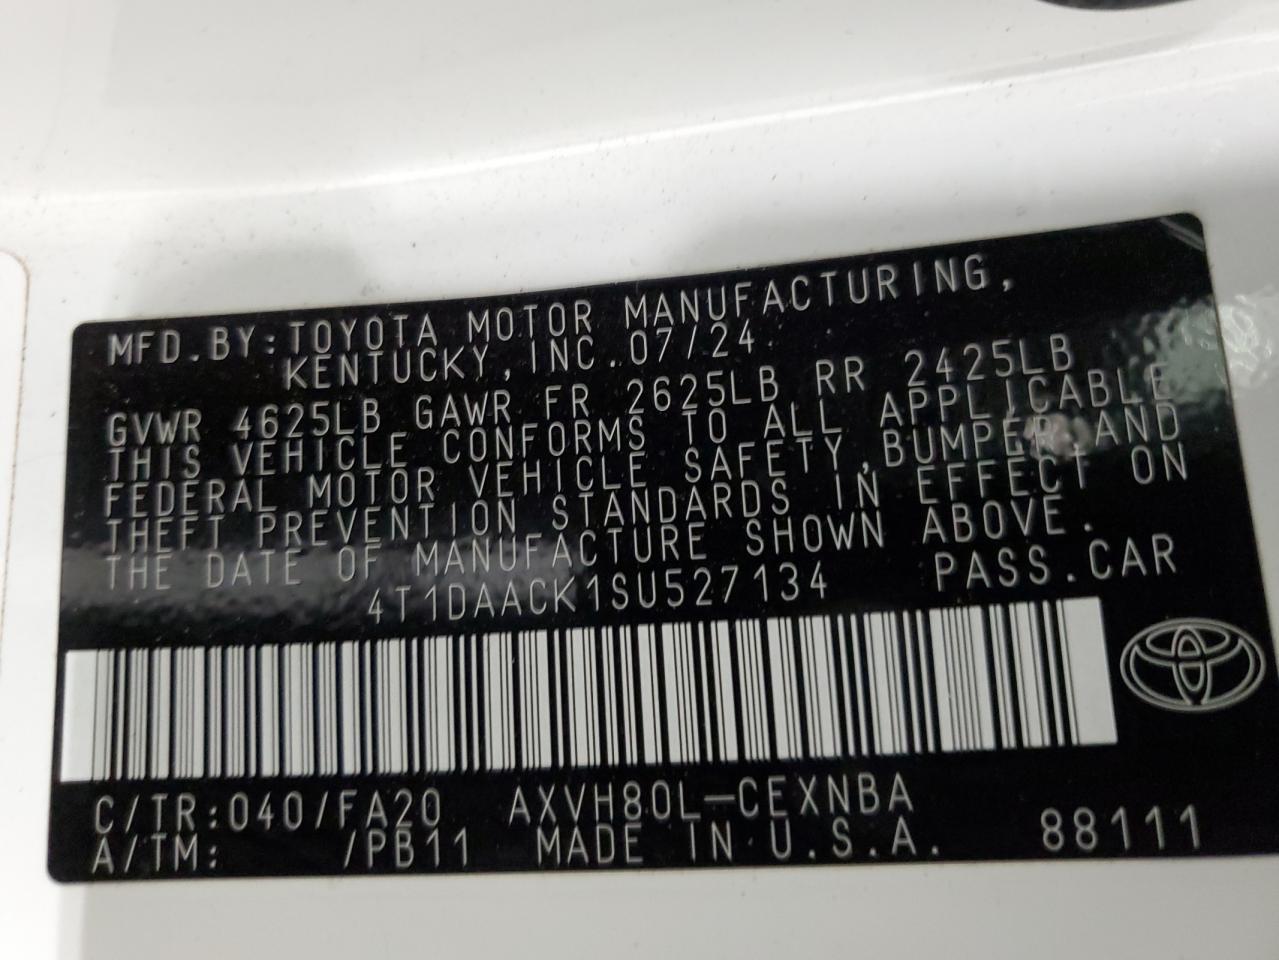 MFD.BY:TOYOTA MOTOR MANUFACTURING,
KENTUCKY,INC.07/24
GVWR 4625LB GAWR FR 2625LB RR 2425LB
THIS VEHICLE CONFORMS TO ALL APPLICABLE
FEDERAL MOTOR VEHICLE SAFETY,BUMPER,AND
THEFT PREVENTION STANDARDS IN EFFECT ON
THE DATE OF MANUFACTURE SHOWN ABOVE.
4T1DAACK1SU527134 PASS.CAR
C/TR:040/FA20 AXVH80L-CEXNBA
A/TM: /PB11 MADE IN U.S.A. 88111